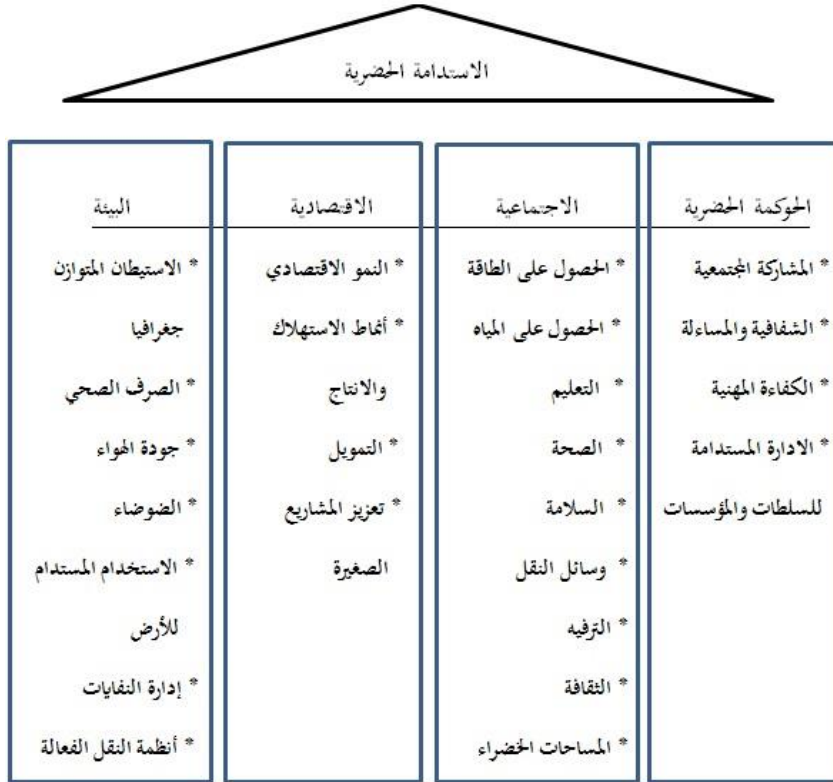 الاستدامة الحضرية
الحوكمة الحضرية
* المشاركة المجتمعية
* الشفافية والمساءلة
* الكفاءة المهنية
* الادارة المستدامة
للسلطات والمؤسسات
الاجتماعية
* الحصول على الطاقة
* الحصول على المياه
* التعليم
* الصحة
* السلامة
* وسائل النقل
* الترفيه
* الثقافة
* المساحات الخضراء
الاقتصادية
* النمو الاقتصادي
* أنماط الاستهلاك
والانتاج
* التمويل
* تعزيز المشاريع
الصغيرة
البيئة
* الاستيطان المتوازن
جغرافيا
* الصرف الصحي
* جودة الهواء
* الضوضاء
* الاستخدام المستدام
للأرض
* إدارة النفايات
* أنظمة النقل الفعالة